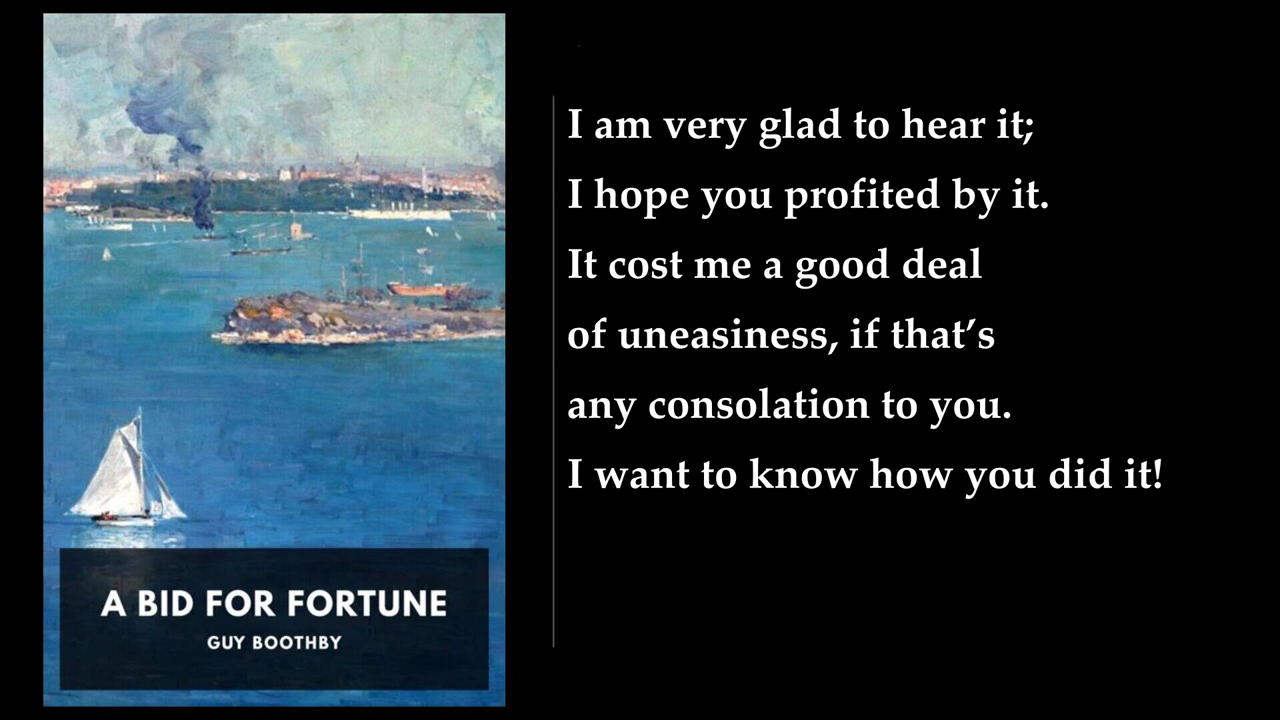 A BID FOR FORTUNE
GUY BOOTHBY
I am very glad to hear it;
I hope you profited by it.
It cost me a good deal
of uneasiness, if that’s
any consolation to you.
I want to know how you did it!